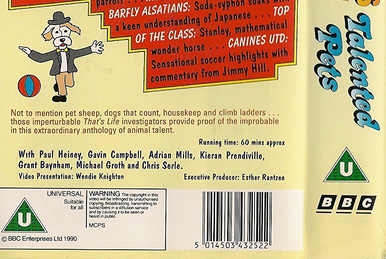 parrot! ...
BARFLY ALSATIANS: Soda-syphon souks with
a keen understanding of Japanese ... TOP
OF THE CLASS: Stanley, mathematical
wonder horse ... CANINES UTD:
Sensational soccer highlights with
commentary from Jimmy Hill.
Not to mention pet sheep, dogs that count, housekeep and climb ladders ...
those imperturbable That's Life investigators provide proof of the improbable
in this extraordinary anthology of animal talent.
Running time: 60 mins approx
With Paul Heiney, Gavin Campbell, Adrian Mills, Kieran Prendiville,
Grant Baynham, Michael Groth and Chris Serle.
Video Presentation: Wendie Knighton
Executive Producer: Esther Rantzen
U
UNIVERSAL
Suitable
for all
WARNING The copyright in this
video will be infringed by unauthorised
copying, broadcasting, transmitting
to subscribers in a diffusion service
and by causing it to be seen or
heard in public.
MCPS
© BBC Enterprises Ltd 1990
5 014503 432522
Talented
Pets
U
BBC